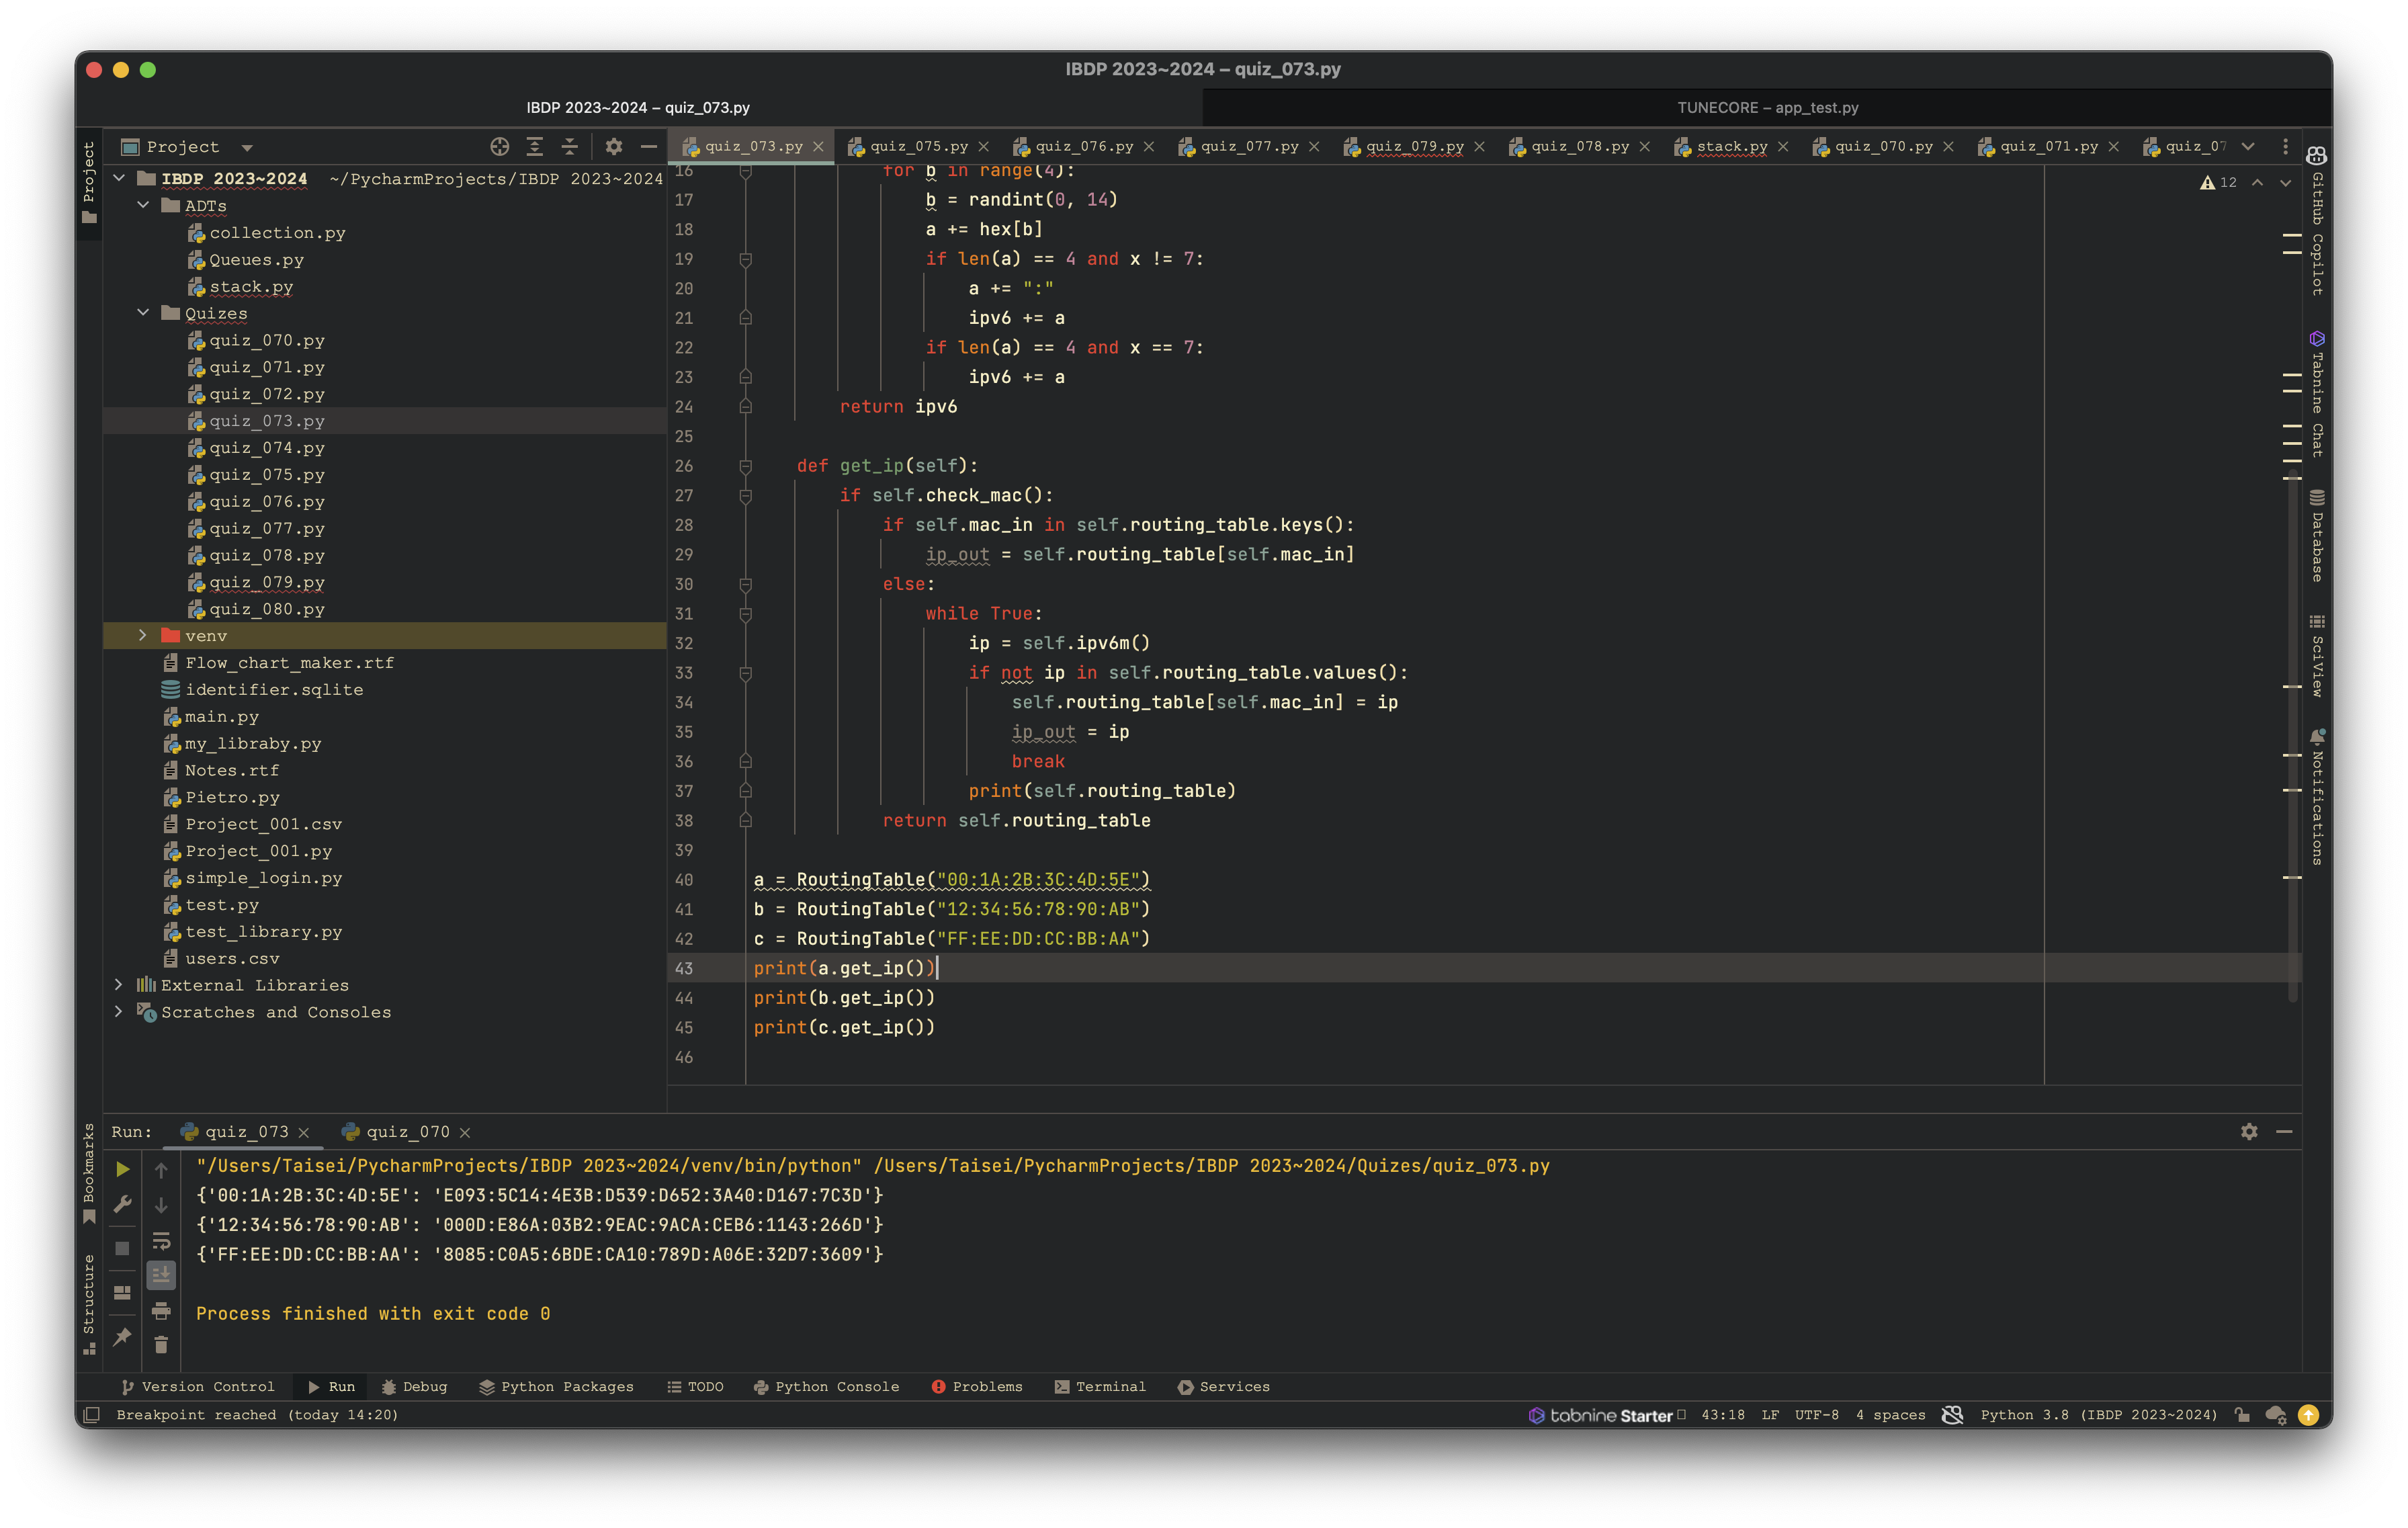 IBDP 2023~2024 – quiz_073.py
IBDP 2023~2024 – quiz_073.py
TUNECORE – app_test.py
Project
Project
quiz_073.py
quiz_075.py
quiz_076.py
quiz_077.py
quiz_079.py
quiz_078.py
stack.py
quiz_070.py
quiz_071.py
quiz_07
IBDP 2023~2024 ~/PycharmProjects/IBDP 2023~2024
ADTs
collection.py
Queues.py
stack.py
Quizes
quiz_070.py
quiz_071.py
quiz_072.py
quiz_073.py
quiz_074.py
quiz_075.py
quiz_076.py
quiz_077.py
quiz_078.py
quiz_079.py
quiz_080.py
venv
Flow_chart_maker.rtf
identifier.sqlite
main.py
my_libraby.py
Notes.rtf
Pietro.py
Project_001.csv
Project_001.py
simple_login.py
test.py
test_library.py
users.csv
External Libraries
Scratches and Consoles
12
16 for b in range(4):
17 b = randint(0, 14)
18 a += hex[b]
19 if len(a) == 4 and x != 7:
20 a += ":"
21 ipv6 += a
22 if len(a) == 4 and x == 7:
23 ipv6 += a
24 return ipv6
25
26 def get_ip(self):
27 if self.check_mac():
28 if self.mac_in in self.routing_table.keys():
29 ip_out = self.routing_table[self.mac_in]
30 else:
31 while True:
32 ip = self.ipv6m()
33 if not ip in self.routing_table.values():
34 self.routing_table[self.mac_in] = ip
35 ip_out = ip
36 break
37 print(self.routing_table)
38 return self.routing_table
39
40 a = RoutingTable("00:1A:2B:3C:4D:5E")
41 b = RoutingTable("12:34:56:78:90:AB")
42 c = RoutingTable("FF:EE:DD:CC:BB:AA")
43 print(a.get_ip())
44 print(b.get_ip())
45 print(c.get_ip())
46
GitHub Copilot
Tabnine Chat
Database
SciView
Notifications
Bookmarks
Structure
Run: quiz_073 quiz_070
"/Users/Taisei/PycharmProjects/IBDP 2023~2024/venv/bin/python" /Users/Taisei/PycharmProjects/IBDP 2023~2024/Quizes/quiz_073.py
{'00:1A:2B:3C:4D:5E': 'E093:5C14:4E3B:D539:D652:3A40:D167:7C3D'}
{'12:34:56:78:90:AB': '000D:E86A:03B2:9EAC:9ACA:CEB6:1143:266D'}
{'FF:EE:DD:CC:BB:AA': '8085:C0A5:6BDE:CA10:789D:A06E:32D7:3609'}
Process finished with exit code 0
Version Control Run Debug Python Packages TODO Python Console Problems Terminal Services
Breakpoint reached (today 14:20) tabnine Starter 43:18 LF UTF-8 4 spaces Python 3.8 (IBDP 2023~2024)